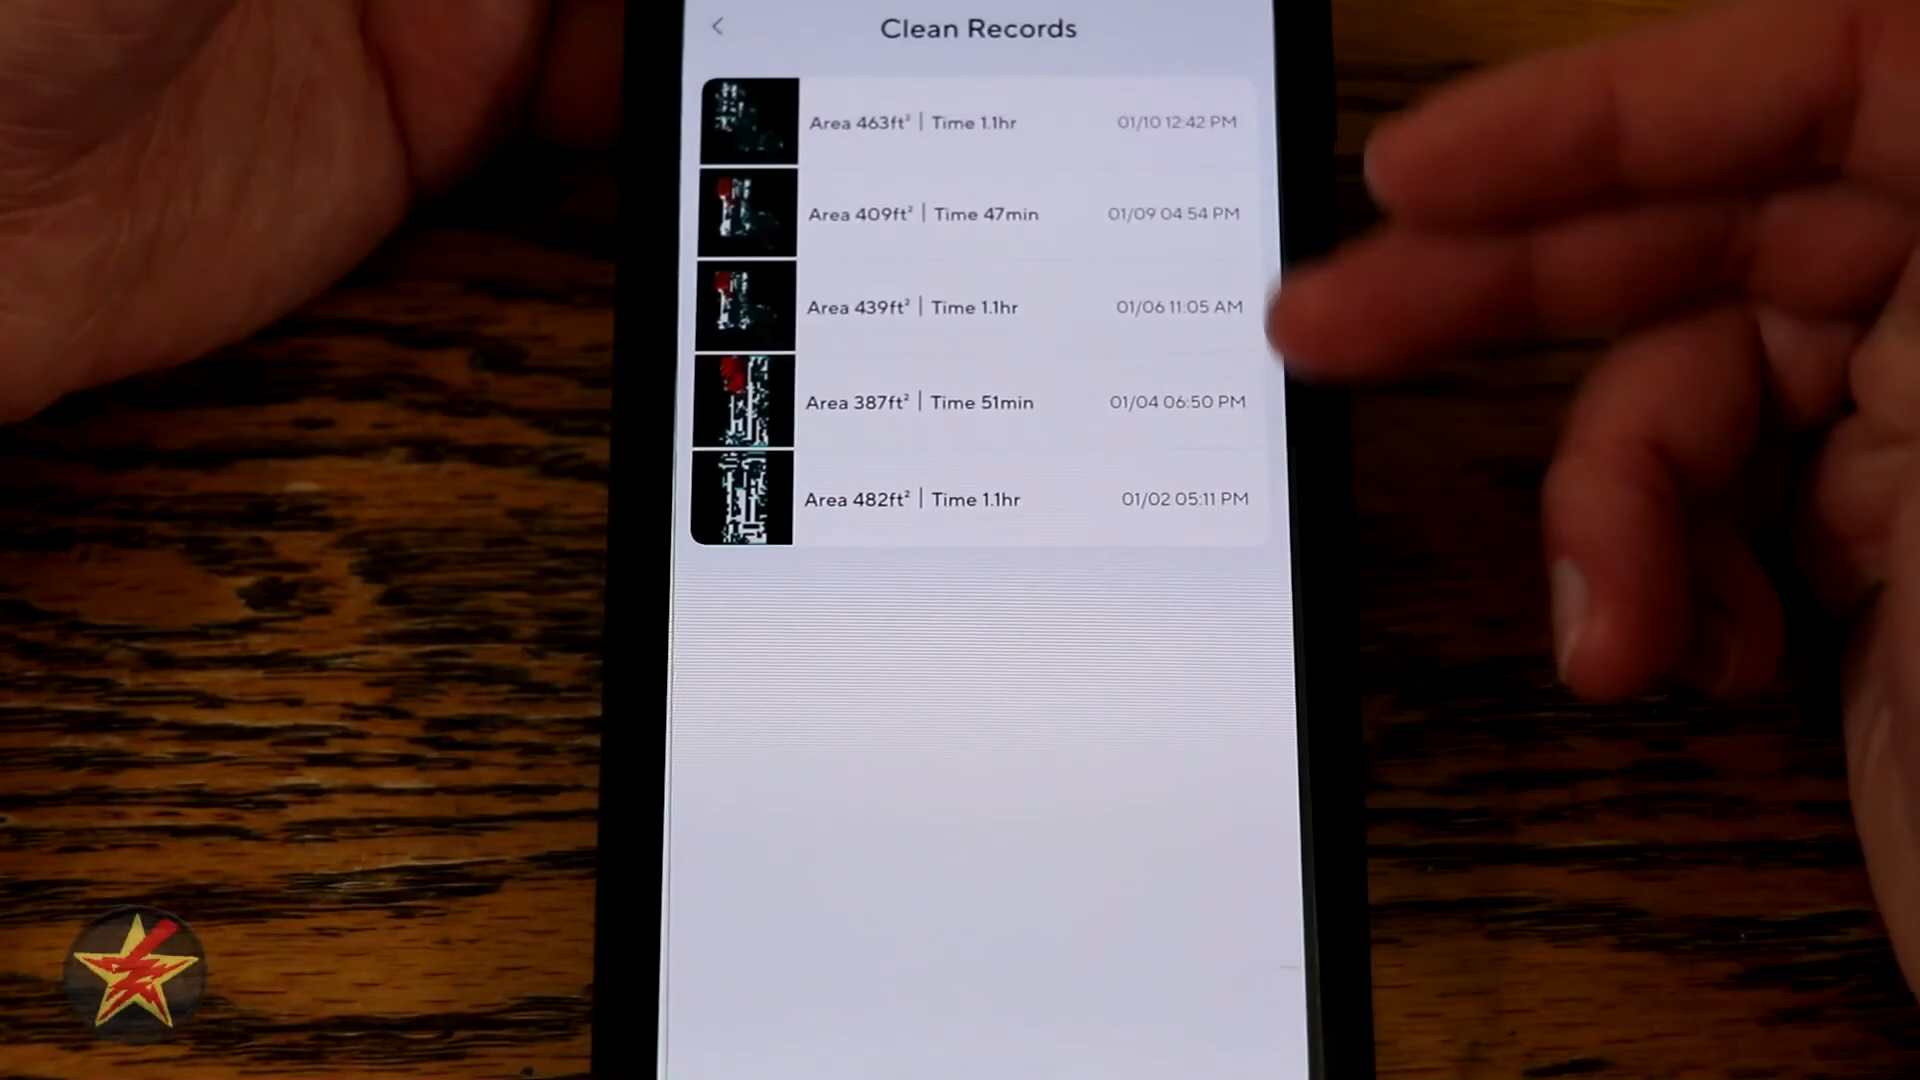 Clean Records
Area 463ft² | Time 1.1hr 01/10 12:42 PM
Area 409ft² | Time 47min 01/09 04:54 PM
Area 439ft² | Time 1.1hr 01/06 11:05 AM
Area 387ft² | Time 51min 01/04 06:50 PM
Area 482ft² | Time 1.1hr 01/02 05:11 PM